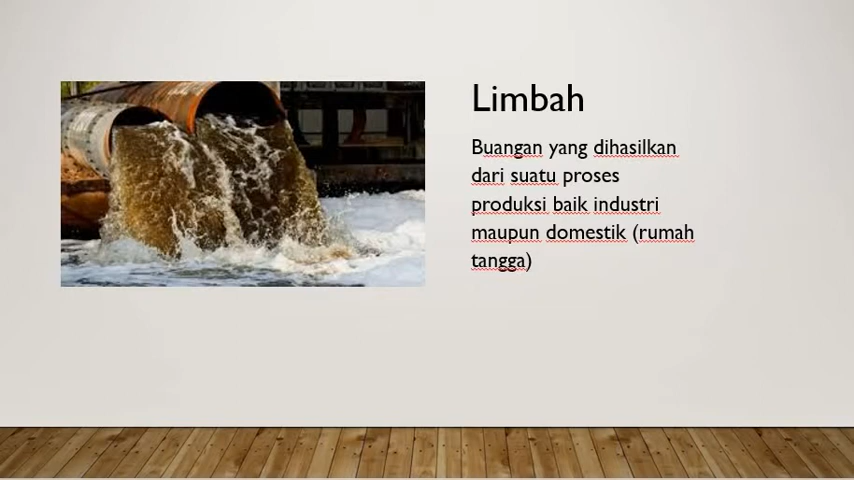 Limbah
Buangan yang dihasilkan
dari suatu proses
produksi baik industri
maupun domestik (rumah
tangga)